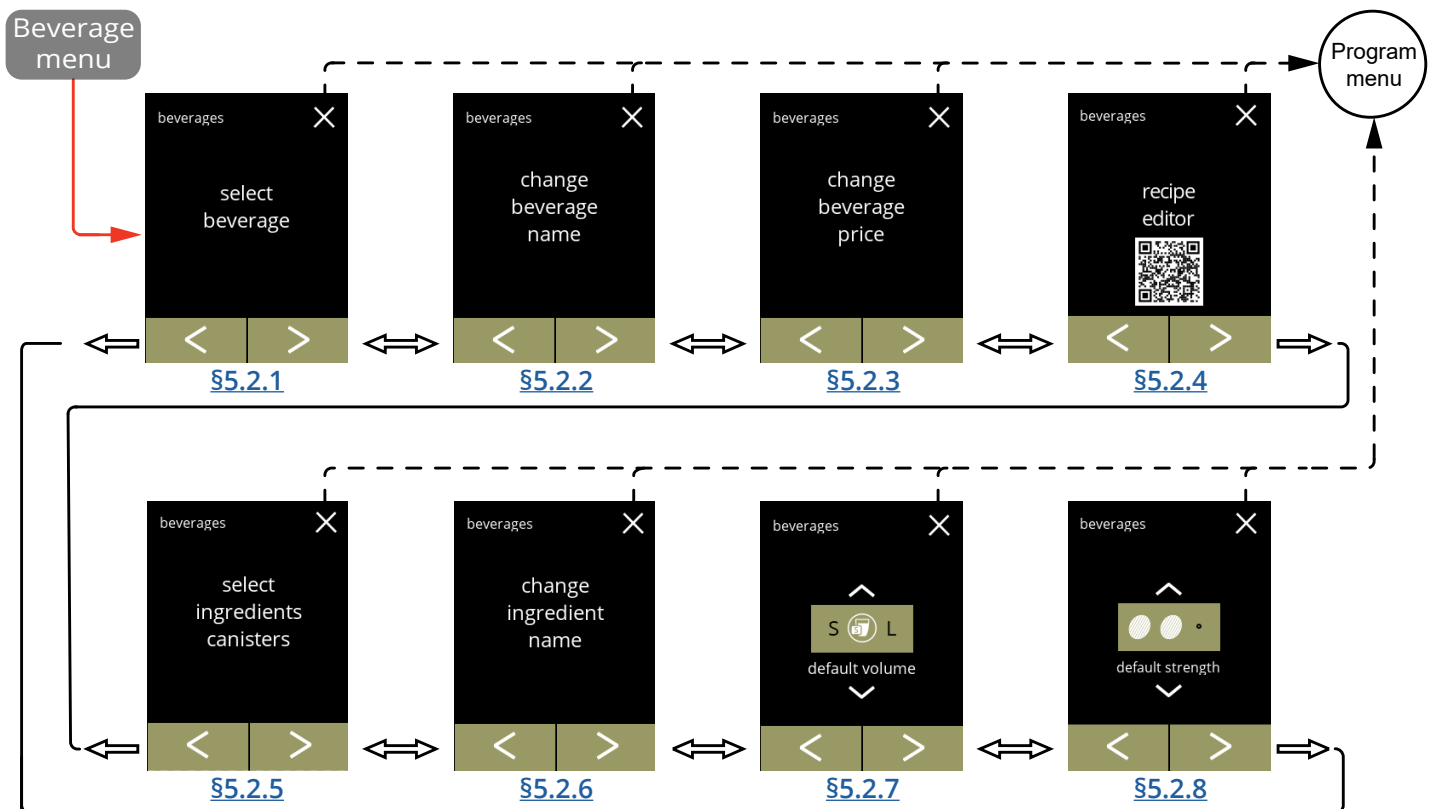 Beverage
menu
Program
menu
beverages
select
beverage
§5.2.1
beverages
change
beverage
name
§5.2.2
beverages
change
beverage
price
§5.2.3
beverages
recipe
editor
§5.2.4
beverages
select
ingredients
canisters
§5.2.5
beverages
change
ingredient
name
§5.2.6
beverages
S S L
default volume
§5.2.7
beverages
default strength
§5.2.8